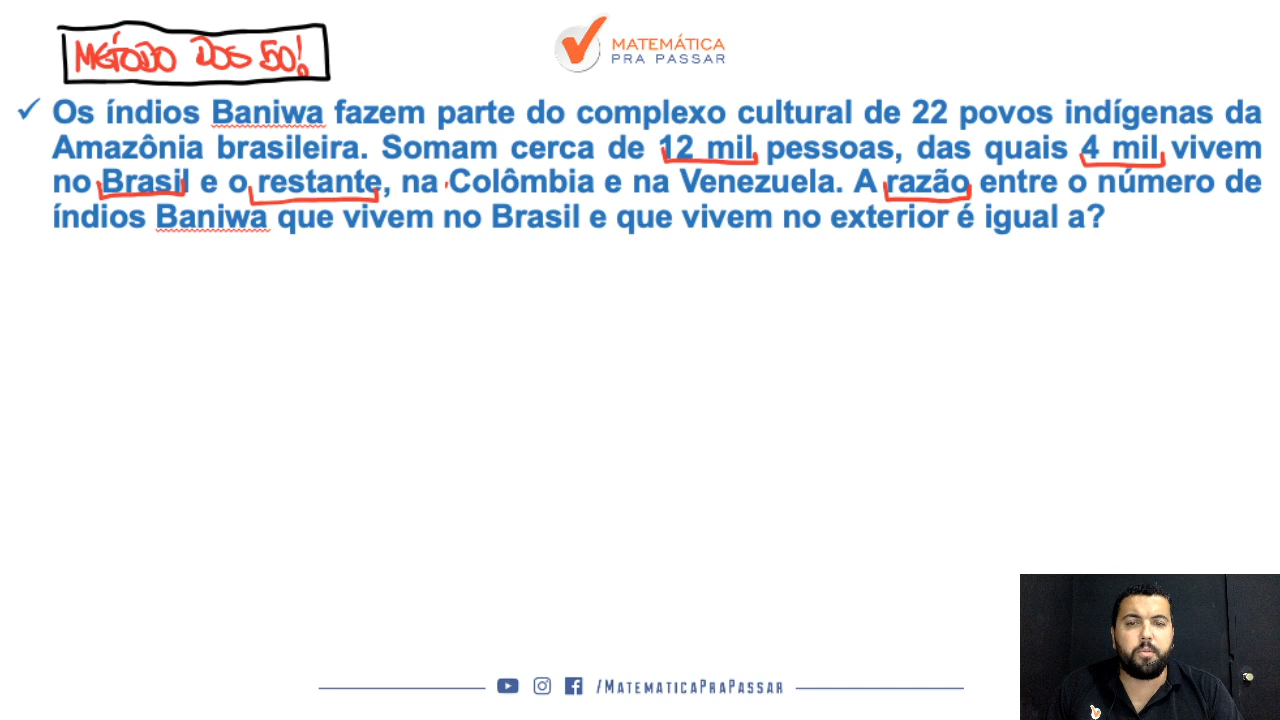 MÉTODO DOS 50!
MATEMÁTICA
PRA PASSAR
✓ Os índios Baniwa fazem parte do complexo cultural de 22 povos indígenas da
Amazônia brasileira. Somam cerca de 12 mil pessoas, das quais 4 mil vivem
no Brasil e o restante, na Colômbia e na Venezuela. A razão entre o número de
índios Baniwa que vivem no Brasil e que vivem no exterior é igual a?
/MATEMATICAPRAPASSAR